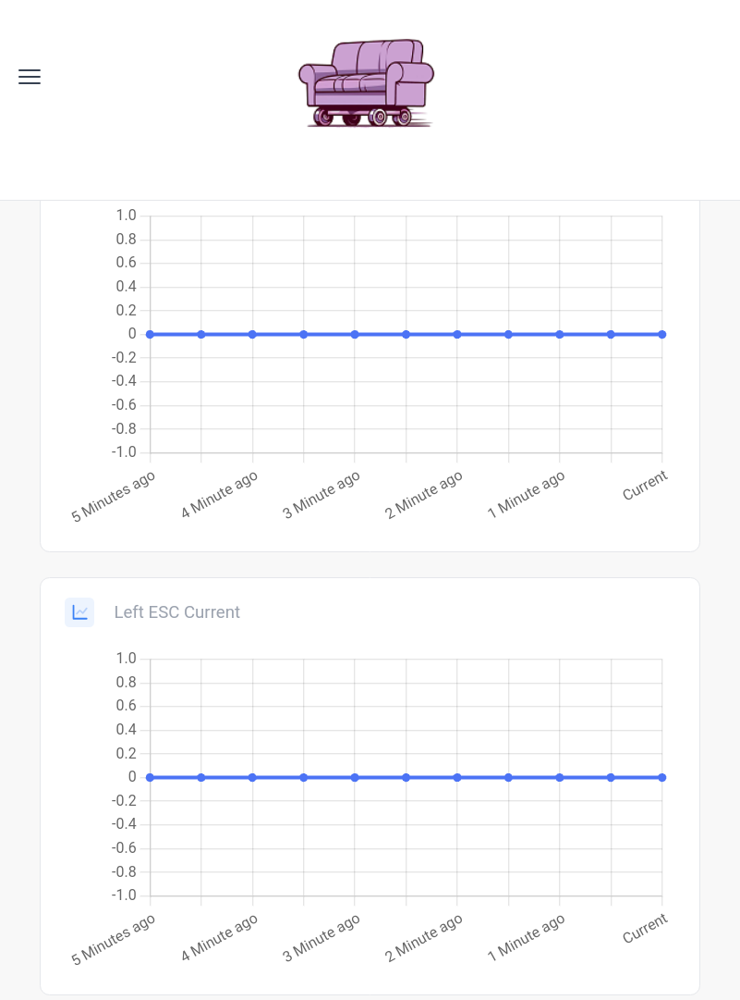 1.0
0.8
0.6
0.4
0.2
0
-0.2
-0.4
-0.6
-0.8
-1.0
5 Minutes ago
4 Minute ago
3 Minute ago
2 Minute ago
1 Minute ago
Current
Left ESC Current
1.0
0.8
0.6
0.4
0.2
0
-0.2
-0.4
-0.6
-0.8
-1.0
5 Minutes ago
4 Minute ago
3 Minute ago
2 Minute ago
1 Minute ago
Current